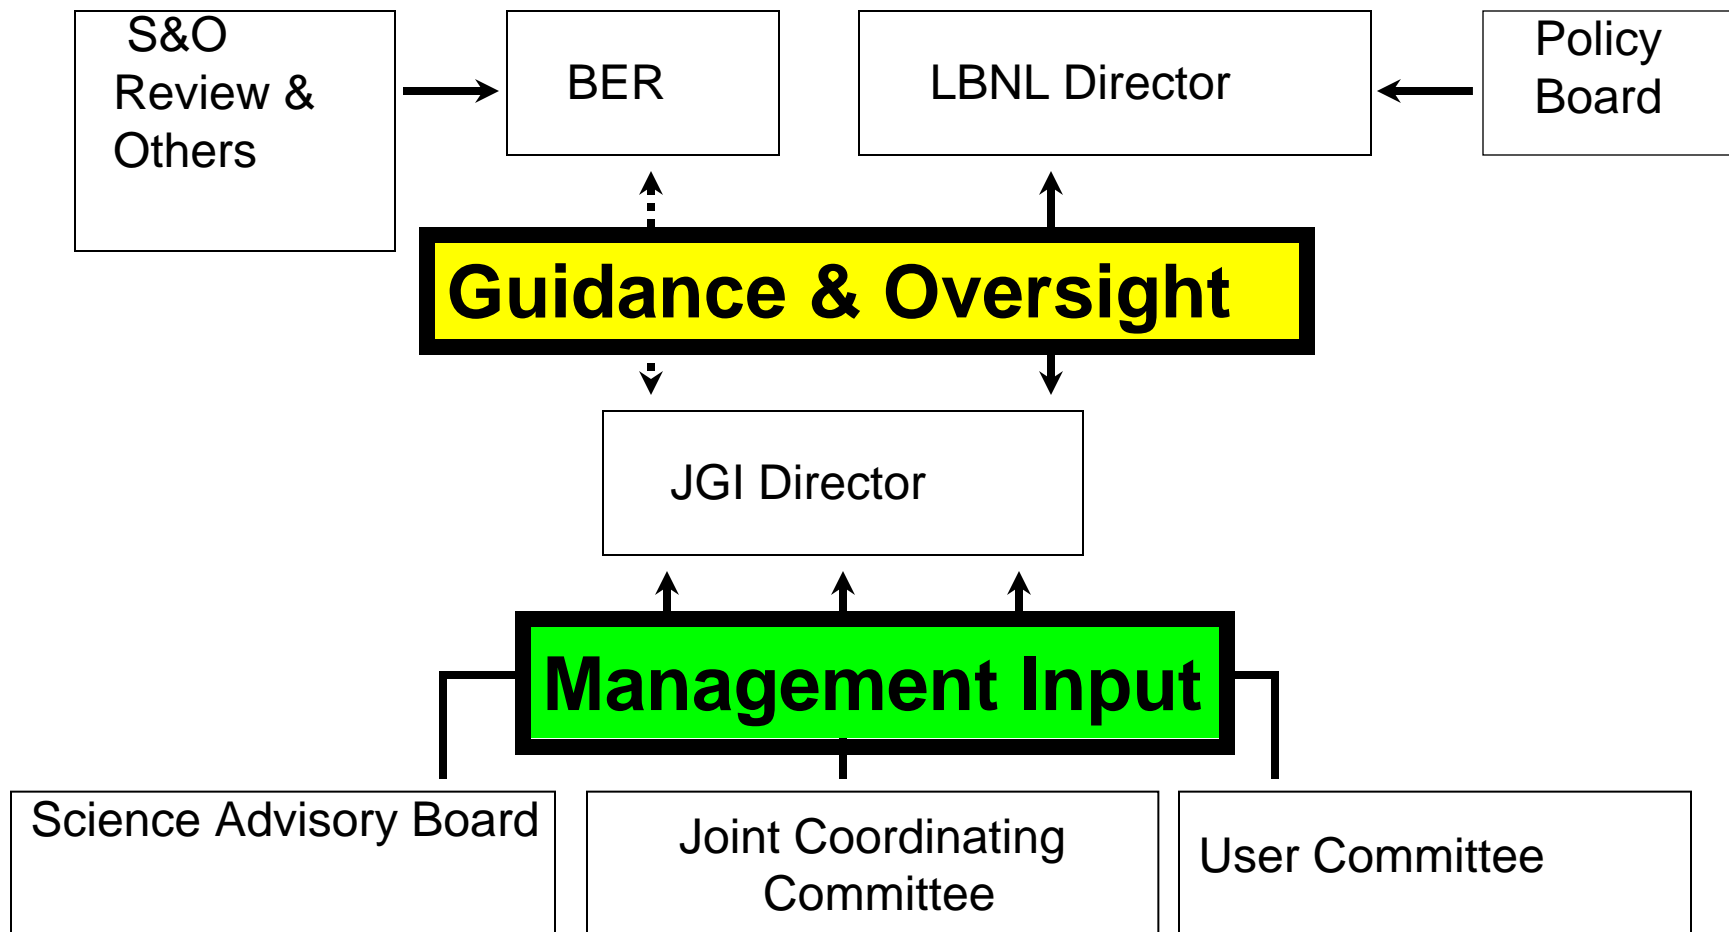 S&O
Review &
Others
BER
LBNL Director
Policy
Board
Guidance & Oversight
JGI Director
Management Input
Science Advisory Board
Joint Coordinating
Committee
User Committee